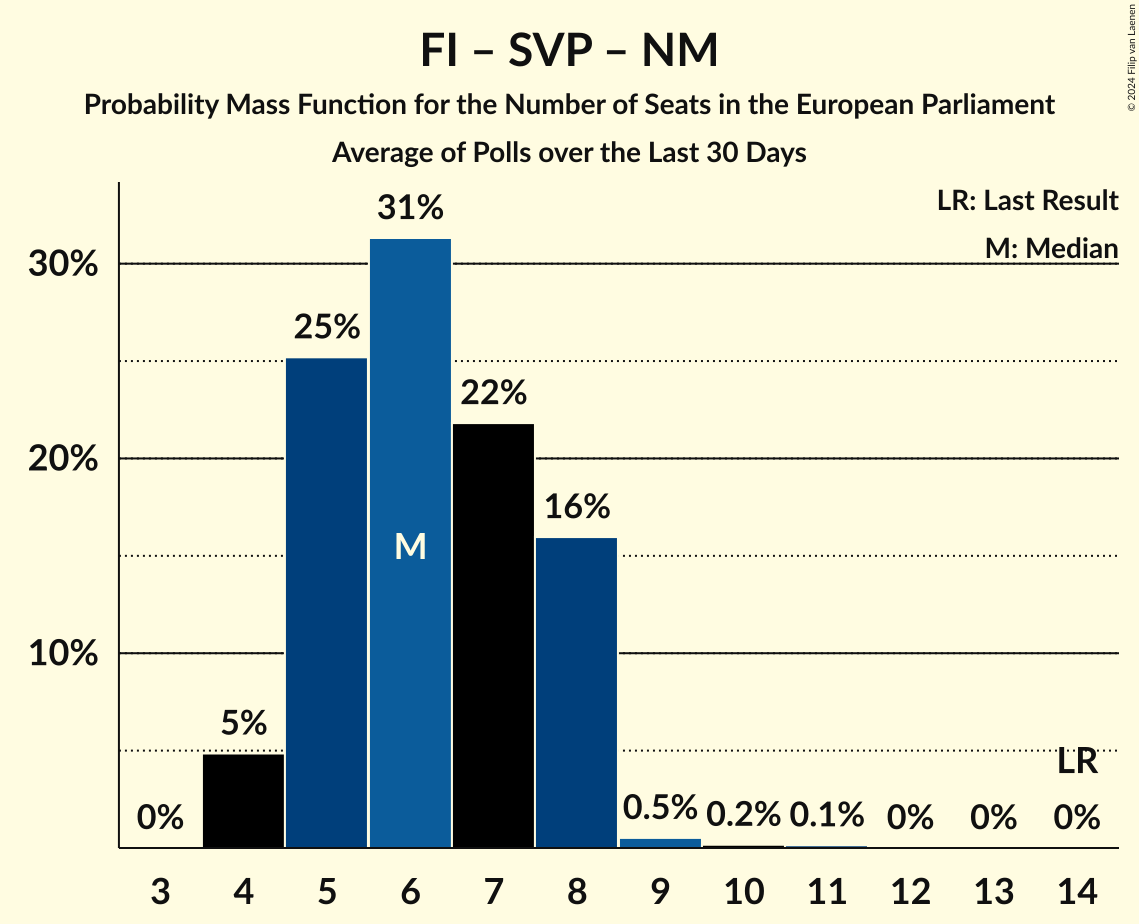 FI – SVP – NM
Probability Mass Function for the Number of Seats in the European Parliament
Average of Polls over the Last 30 Days
© 2024 Filip van Laenen
LR: Last Result
M: Median
31%
30%
25%
22%
20%
16%
M
10%
5%
LR
0%
0.5%
0.2%
0.1%
0%
0%
0%
3 4 5 6 7 8 9 10 11 12 13 14